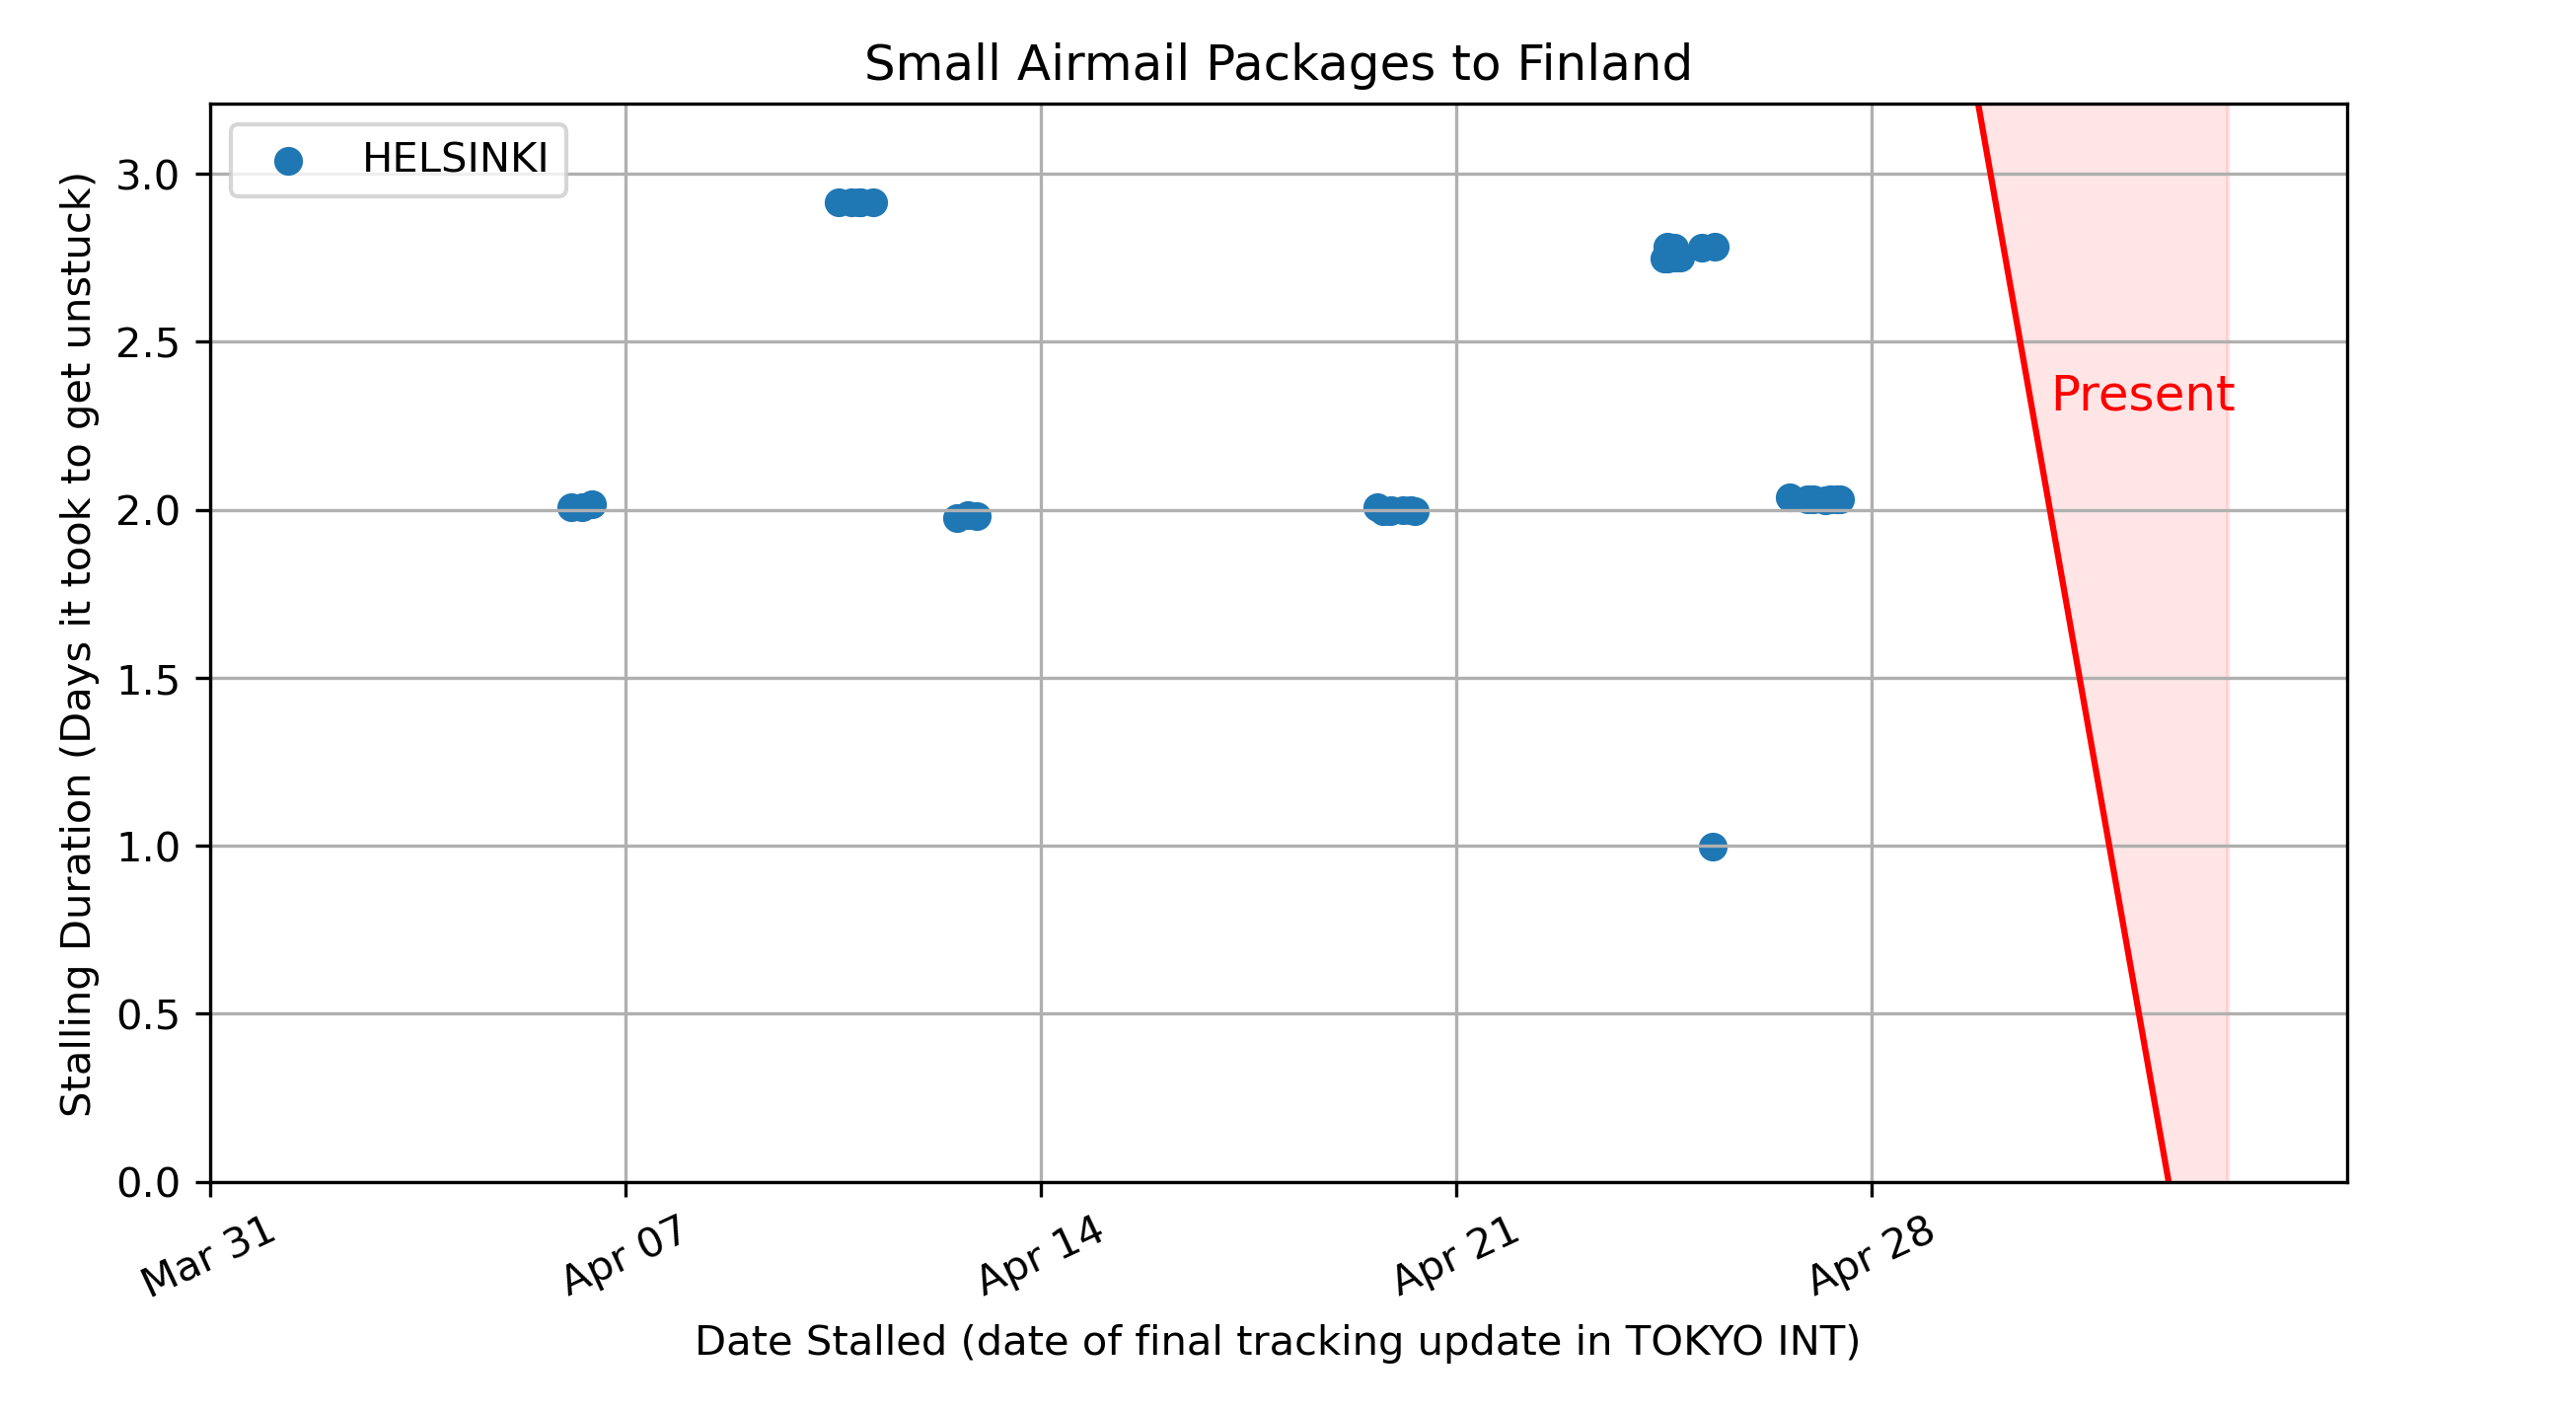 Small Airmail Packages to Finland
HELSINKI
Stalling Duration (Days it took to get unstuck)
3.0
2.5
2.0
1.5
1.0
0.5
0.0
Present
Mar 31
Apr 07
Apr 14
Apr 21
Apr 28
Date Stalled (date of final tracking update in TOKYO INT)